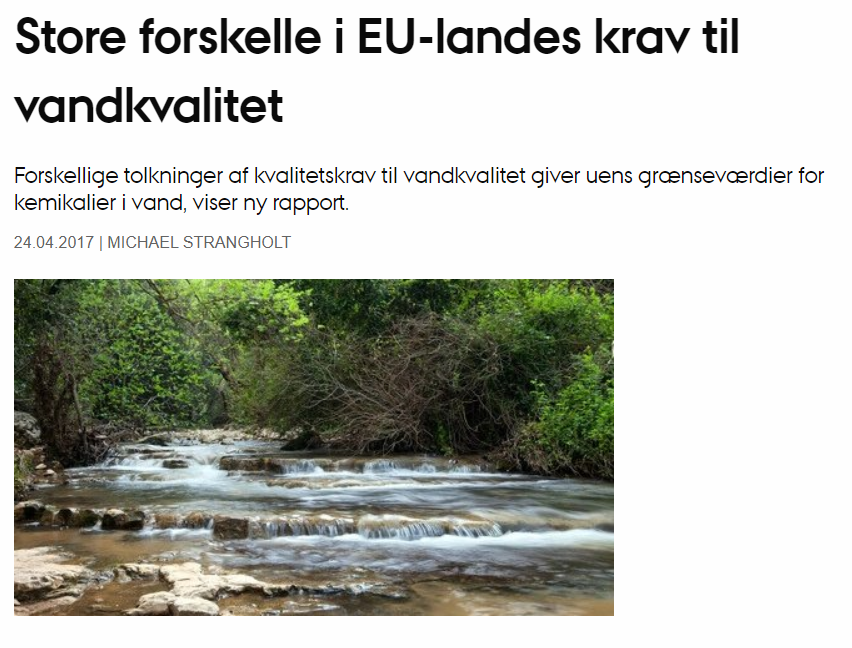 Store forskelle i EU-landes krav til
vandkvalitet
Forskellige tolkninger af kvalitetskrav til vandkvalitet giver uens grænseværdier for
kemikalier i vand, viser ny rapport.
24.04.2017 | MICHAEL STRANGHOLT